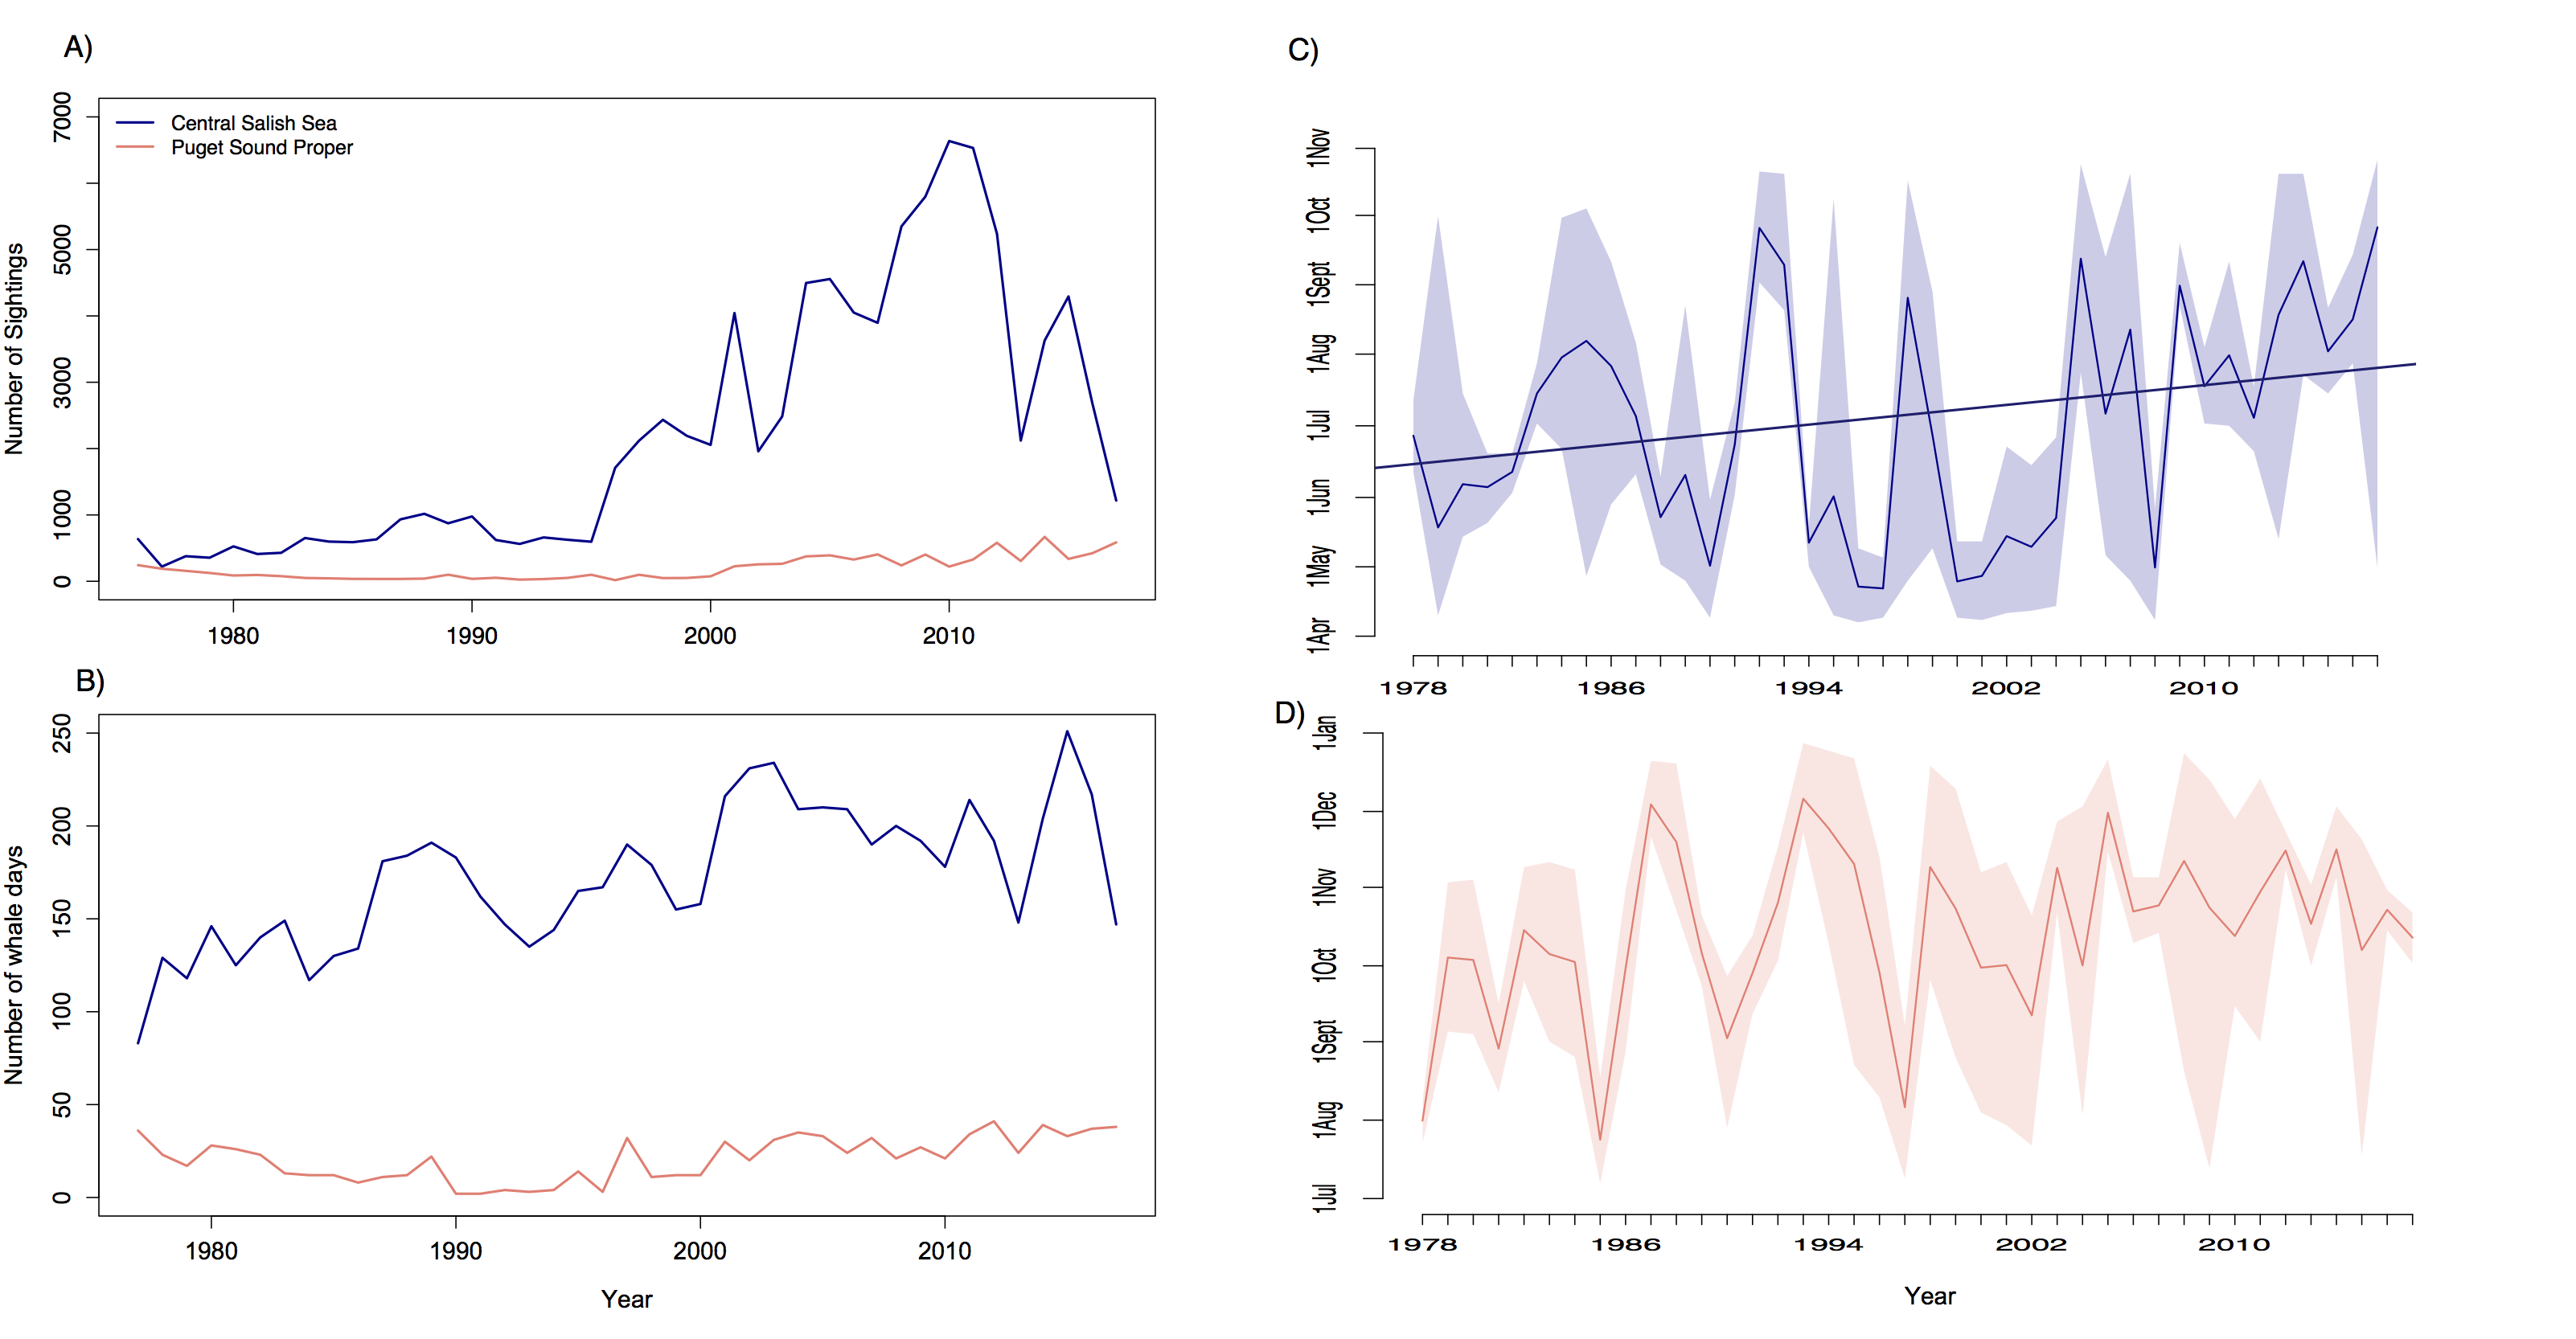 A)
Number of Sightings
7000
5000
3000
1000
0
Central Salish Sea
Puget Sound Proper
1980 1990 2000 2010
B)
Number of whale days
250
200
150
100
50
0
1980 1990 2000 2010
Year
C)
1Nov
1Oct
1Sept
1Aug
1Jul
1Jun
1May
1Apr
1978 1986 1994 2002 2010
D)
1Jan
1Dec
1Nov
1Oct
1Sept
1Aug
1Jul
1978 1986 1994 2002 2010
Year